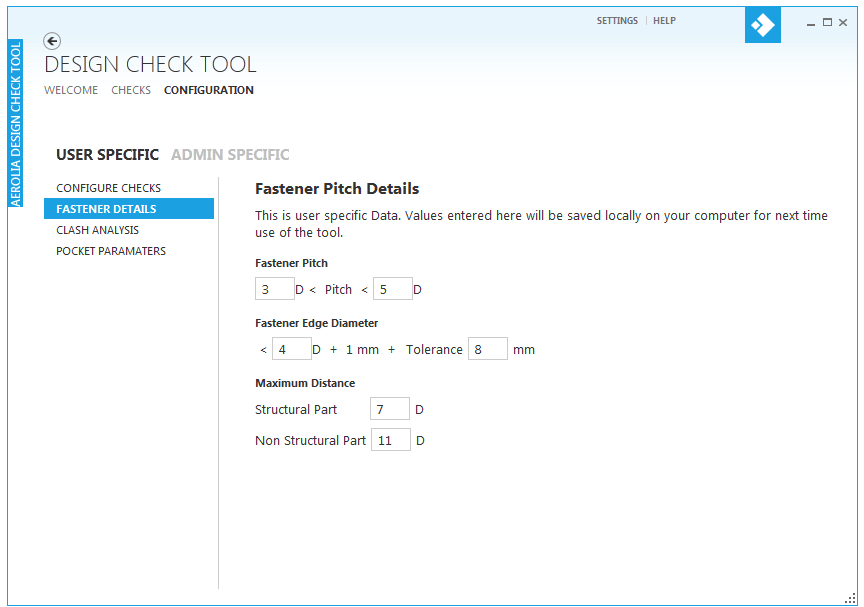 SETTINGS | HELP
AEROLIA DESIGN CHECK TOOL
DESIGN CHECK TOOL
WELCOME CHECKS CONFIGURATION
USER SPECIFIC ADMIN SPECIFIC
CONFIGURE CHECKS
FASTENER DETAILS
CLASH ANALYSIS
POCKET PARAMATERS
Fastener Pitch Details
This is user specific Data. Values entered here will be saved locally on your computer for next time
use of the tool.
Fastener Pitch
3 D < Pitch < 5 D
Fastener Edge Diameter
< 4 D + 1 mm + Tolerance 8 mm
Maximum Distance
Structural Part 7 D
Non Structural Part 11 D